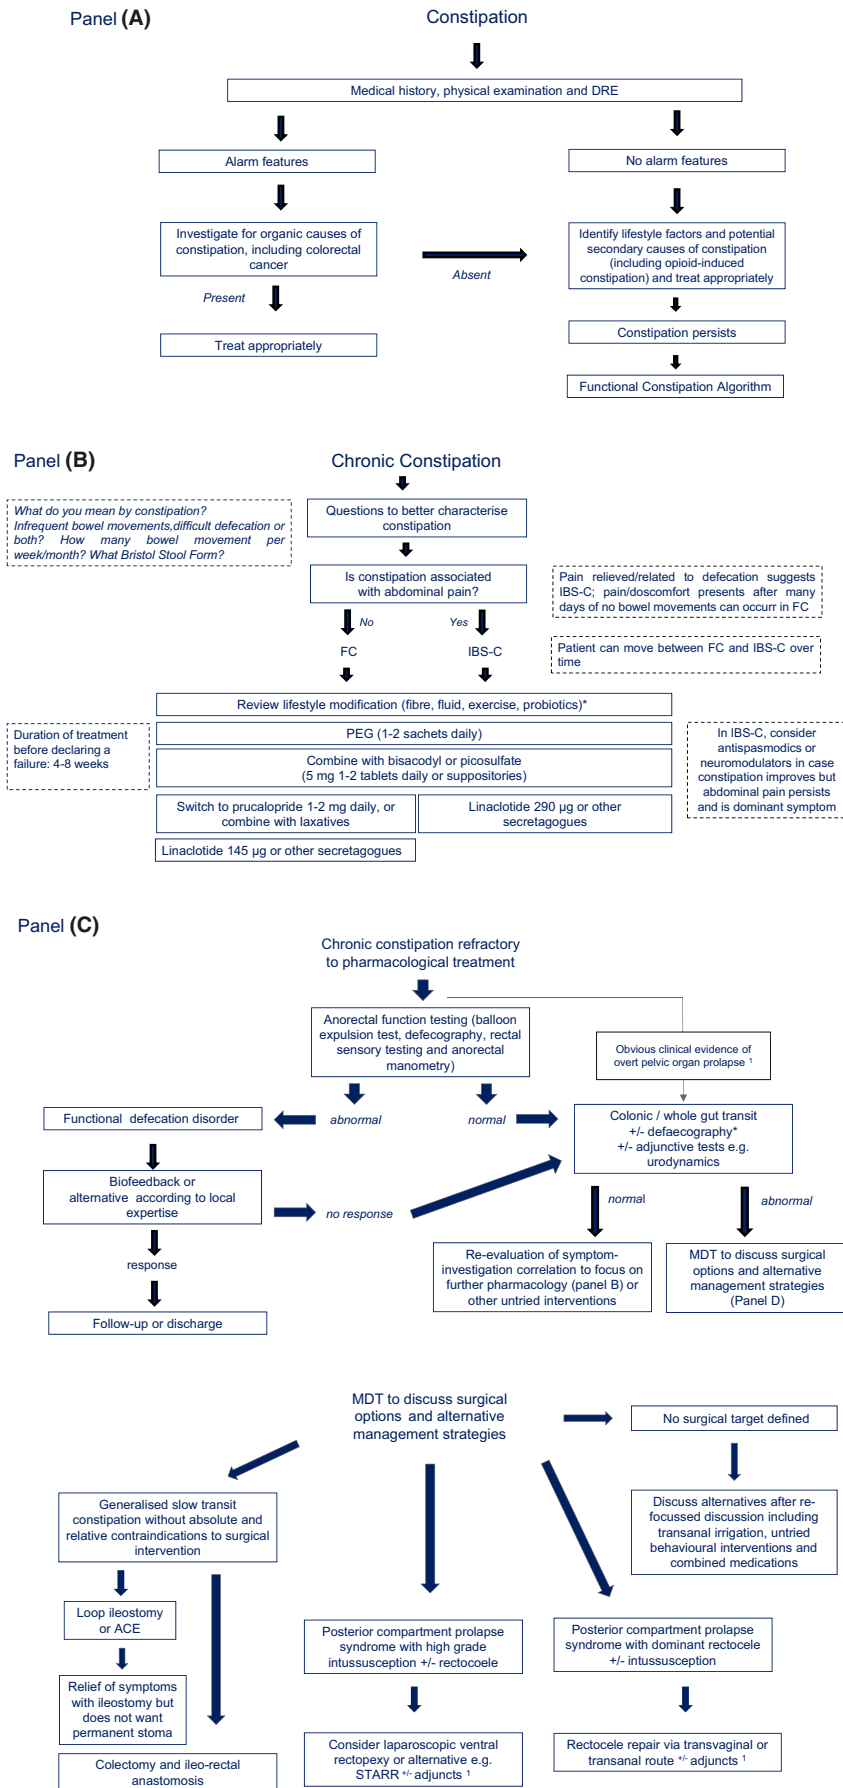 Panel (A)
Constipation
Medical history, physical examination and DRE
Alarm features
No alarm features
Investigate for organic causes of
constipation, including colorectal
cancer
Absent
Identify lifestyle factors and potential
secondary causes of constipation
(including opioid-induced
constipation) and treat appropriately
Present
Treat appropriately
Constipation persists
Functional Constipation Algorithm
Panel (B)
Chronic Constipation
What do you mean by constipation?
Infrequent bowel movements,difficult defecation or
both? How many bowel movement per
week/month? What Bristol Stool Form?
Questions to better characterise
constipation
Is constipation associated
with abdominal pain?
Pain relieved/related to defecation suggests
IBS-C; pain/doscomfort presents after many
days of no bowel movements can occur in FC
No
Yes
FC
IBS-C
Patient can move between FC and IBS-C over
time
Review lifestyle modification (fibre, fluid, exercise, probiotics)*
Duration of treatment
before declaring a
failure: 4-8 weeks
PEG (1-2 sachets daily)
Combine with bisacodyl or picosulfate
(5 mg 1-2 tablets daily or suppositories)
In IBS-C, consider
antispasmodics or
neuromodulators in case
constipation improves but
abdominal pain persists
and is dominant symptom
Switch to prucalopride 1-2 mg daily, or
combine with laxatives
Linaclotide 290 µg or other
secretagogues
Linaclotide 145 µg or other secretagogues
Panel (C)
Chronic constipation refractory
to pharmacological treatment
Anorectal function testing (balloon
expulsion test, defecography, rectal
sensory testing and anorectal
manometry)
Obvious clinical evidence of
overt pelvic organ prolapse 1
Functional defecation disorder
abnormal
normal
Colonic / whole gut transit
+/- defaecography*
+/- adjunctive tests e.g.
urodynamics
Biofeedback or
alternative according to local
expertise
no response
normal
abnormal
response
Re-evaluation of symptom-
investigation correlation to focus on
further pharmacology (panel B) or
other untried interventions
MDT to discuss surgical
options and alternative
management strategies
(Panel D)
Follow-up or discharge
MDT to discuss surgical
options and alternative
management strategies
No surgical target defined
Generalised slow transit
constipation without absolute and
relative contraindications to surgical
intervention
Discuss alternatives after re-
focussed discussion including
transanal irrigation, untried
behavioural interventions and
combined medications
Loop ileostomy
or ACE
Posterior compartment prolapse
syndrome with high grade
intussusception +/- rectocoele
Posterior compartment prolapse
syndrome with dominant rectocele
+/- intussusception
Relief of symptoms
with ileostomy but
does not want
permanent stoma
Colectomy and ileo-rectal
anastomosis
Consider laparoscopic ventral
rectopexy or alternative e.g.
STARR +/- adjuncts 1
Rectocele repair via transvaginal or
transanal route +/- adjuncts 1